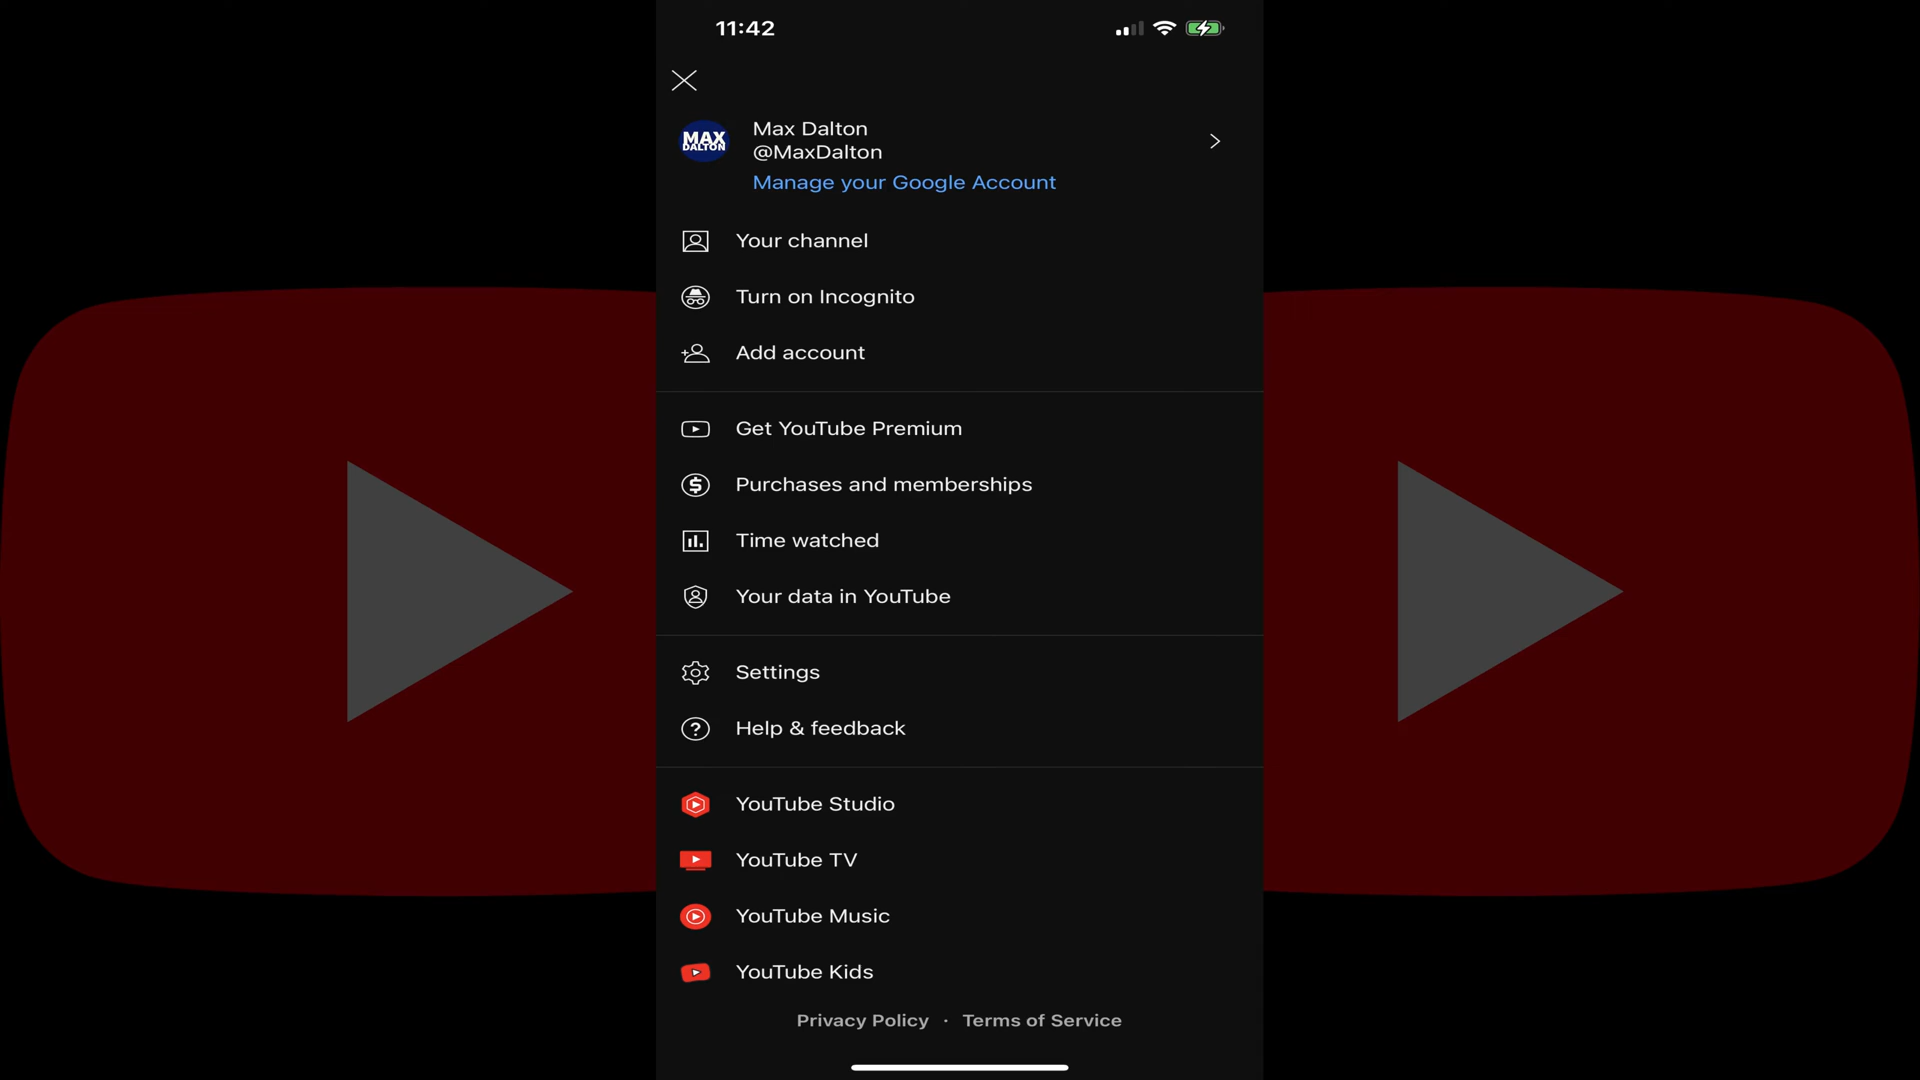 11:42
MAX
DALTON
Max Dalton
@MaxDalton
Manage your Google Account
Your channel
Turn on Incognito
Add account
Get YouTube Premium
Purchases and memberships
Time watched
Your data in YouTube
Settings
Help & feedback
YouTube Studio
YouTube TV
YouTube Music
YouTube Kids
Privacy Policy · Terms of Service